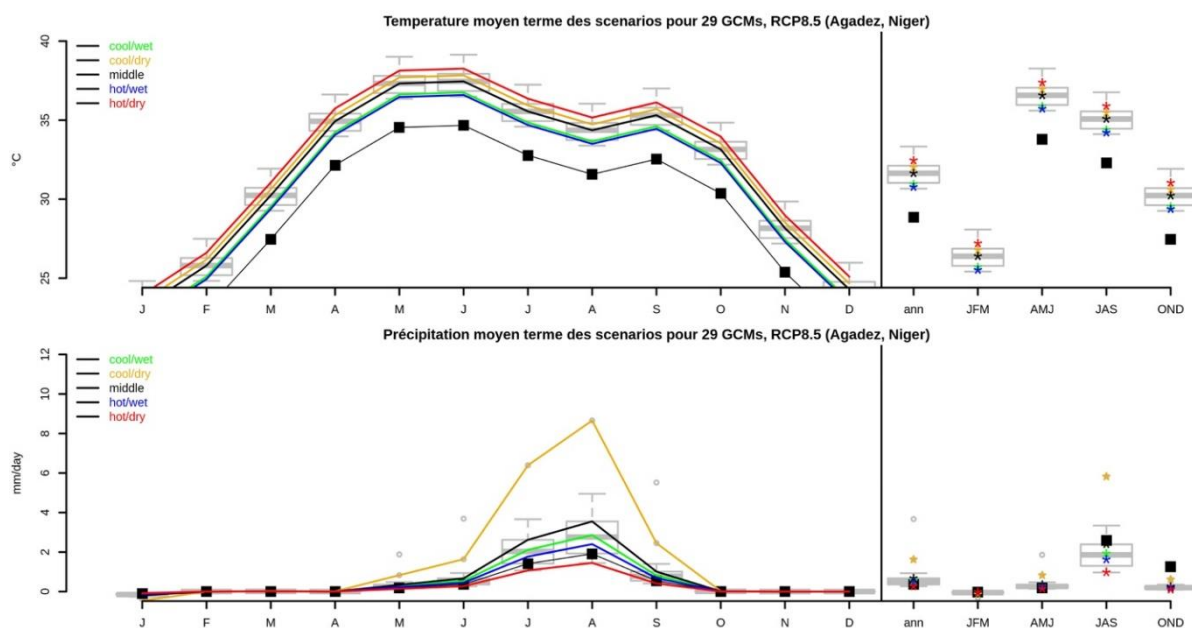 Temperature moyen terme des scenarios pour 29 GCMs, RCP8.5 (Agadez, Niger)
40
35
30
25
°C
cool/wet
cool/dry
middle
hot/wet
hot/dry
J F M A M J J A S O N D ann JFM AMJ JAS OND
Précipitation moyen terme des scenarios pour 29 GCMs, RCP8.5 (Agadez, Niger)
12
10
8
6
4
2
0
mm/day
cool/wet
cool/dry
middle
hot/wet
hot/dry
J F M A M J J A S O N D ann JFM AMJ JAS OND